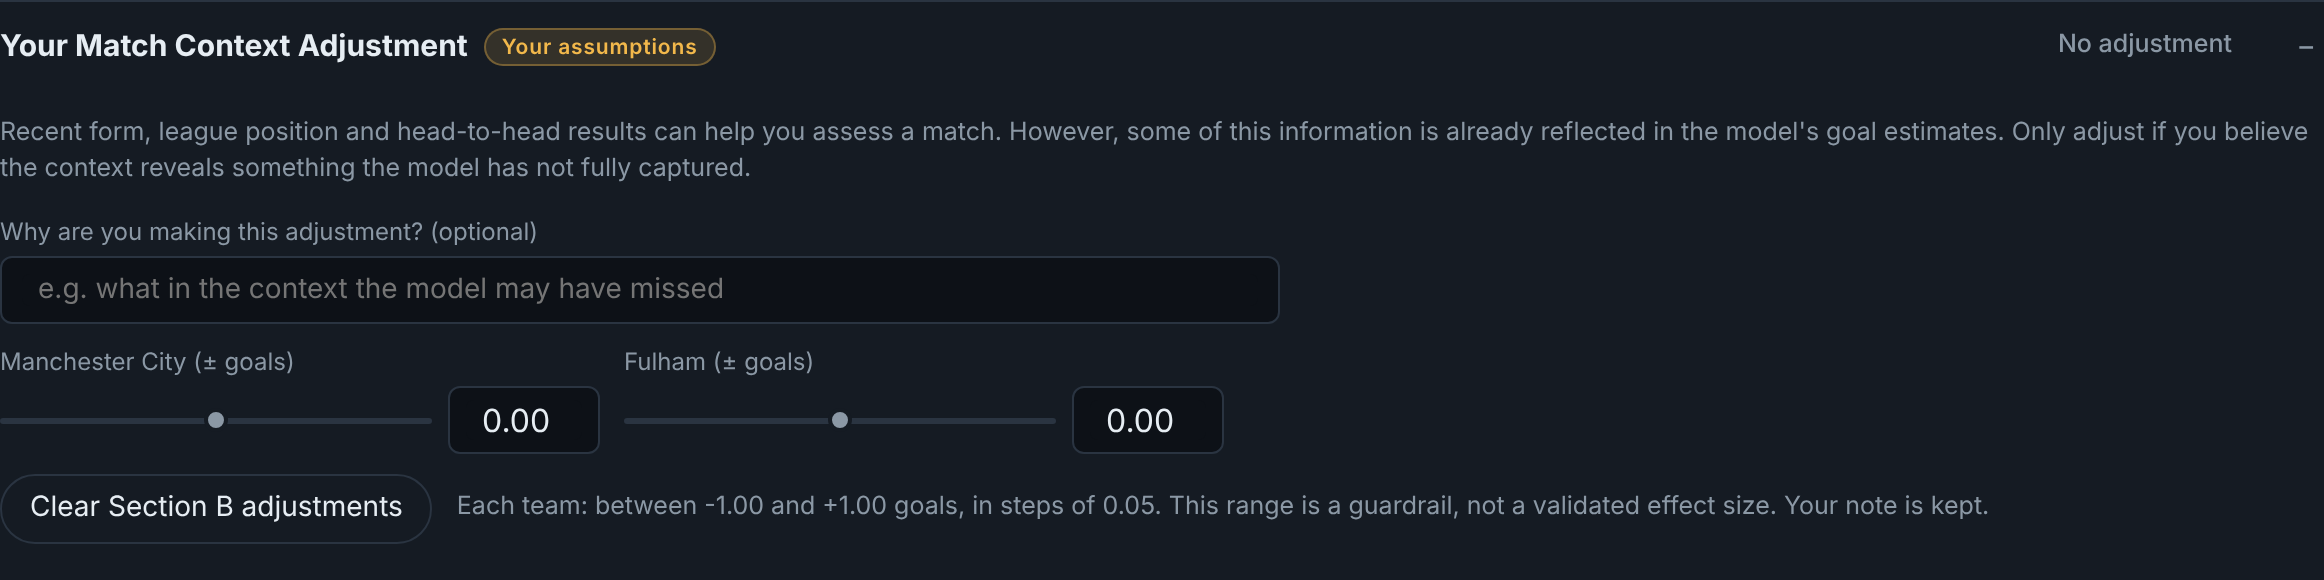 Your Match Context Adjustment Your assumptions No adjustment –
Recent form, league position and head-to-head results can help you assess a match. However, some of this information is already reflected in the model's goal estimates. Only adjust if you believe
the context reveals something the model has not fully captured.
Why are you making this adjustment? (optional)
e.g. what in the context the model may have missed
Manchester City (± goals) Fulham (± goals)
0.00 0.00
Clear Section B adjustments Each team: between -1.00 and +1.00 goals, in steps of 0.05. This range is a guardrail, not a validated effect size. Your note is kept.